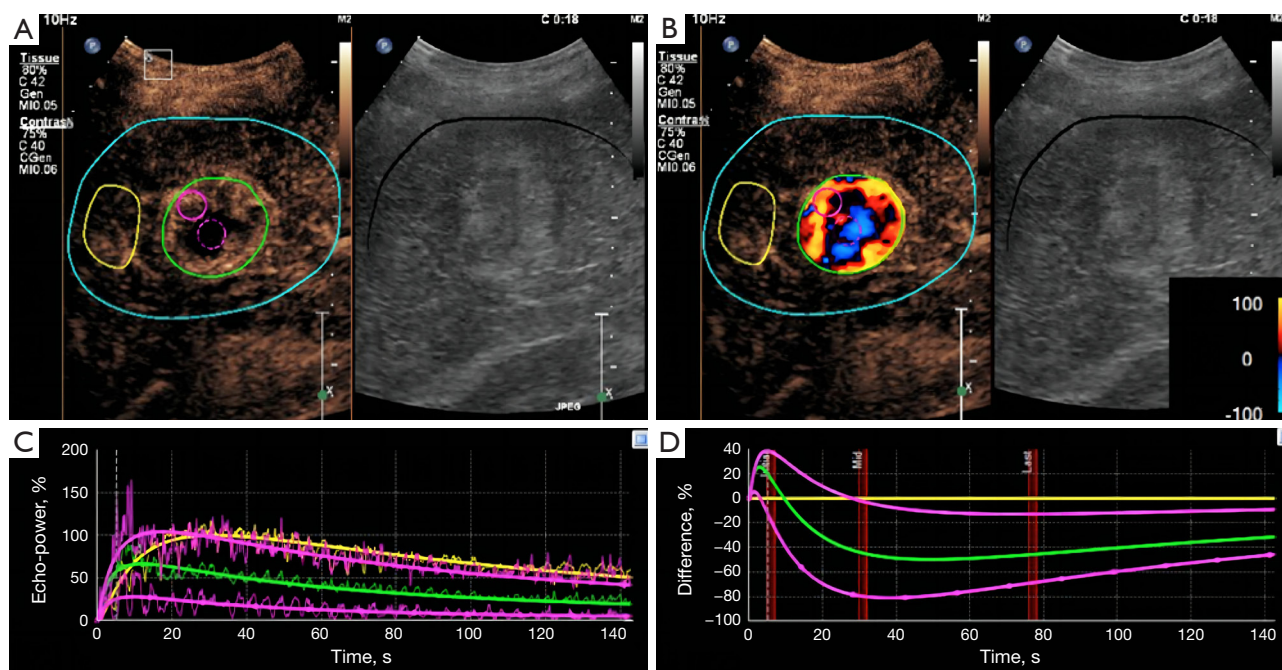 A
10Hz
M2
C 0:18
M2
P
P
Tissue
80%
C 42
Gen
MI0.05
Contrast
75%
C 40
CGen
MI0.06
X
X
JPEG
B
10Hz
M2
C 0:18
M2
P
P
Tissue
80%
C 42
Gen
MI0.05
Contrast
75%
C 40
CGen
MI0.06
X
100
0
-100
C
200
150
100
50
0
Echo-power, %
0 20 40 60 80 100 120 140
Time, s
D
40
20
0
−20
−40
−60
−80
−100
Difference, %
Mid
Last
0 20 40 60 80 100 120 140
Time, s